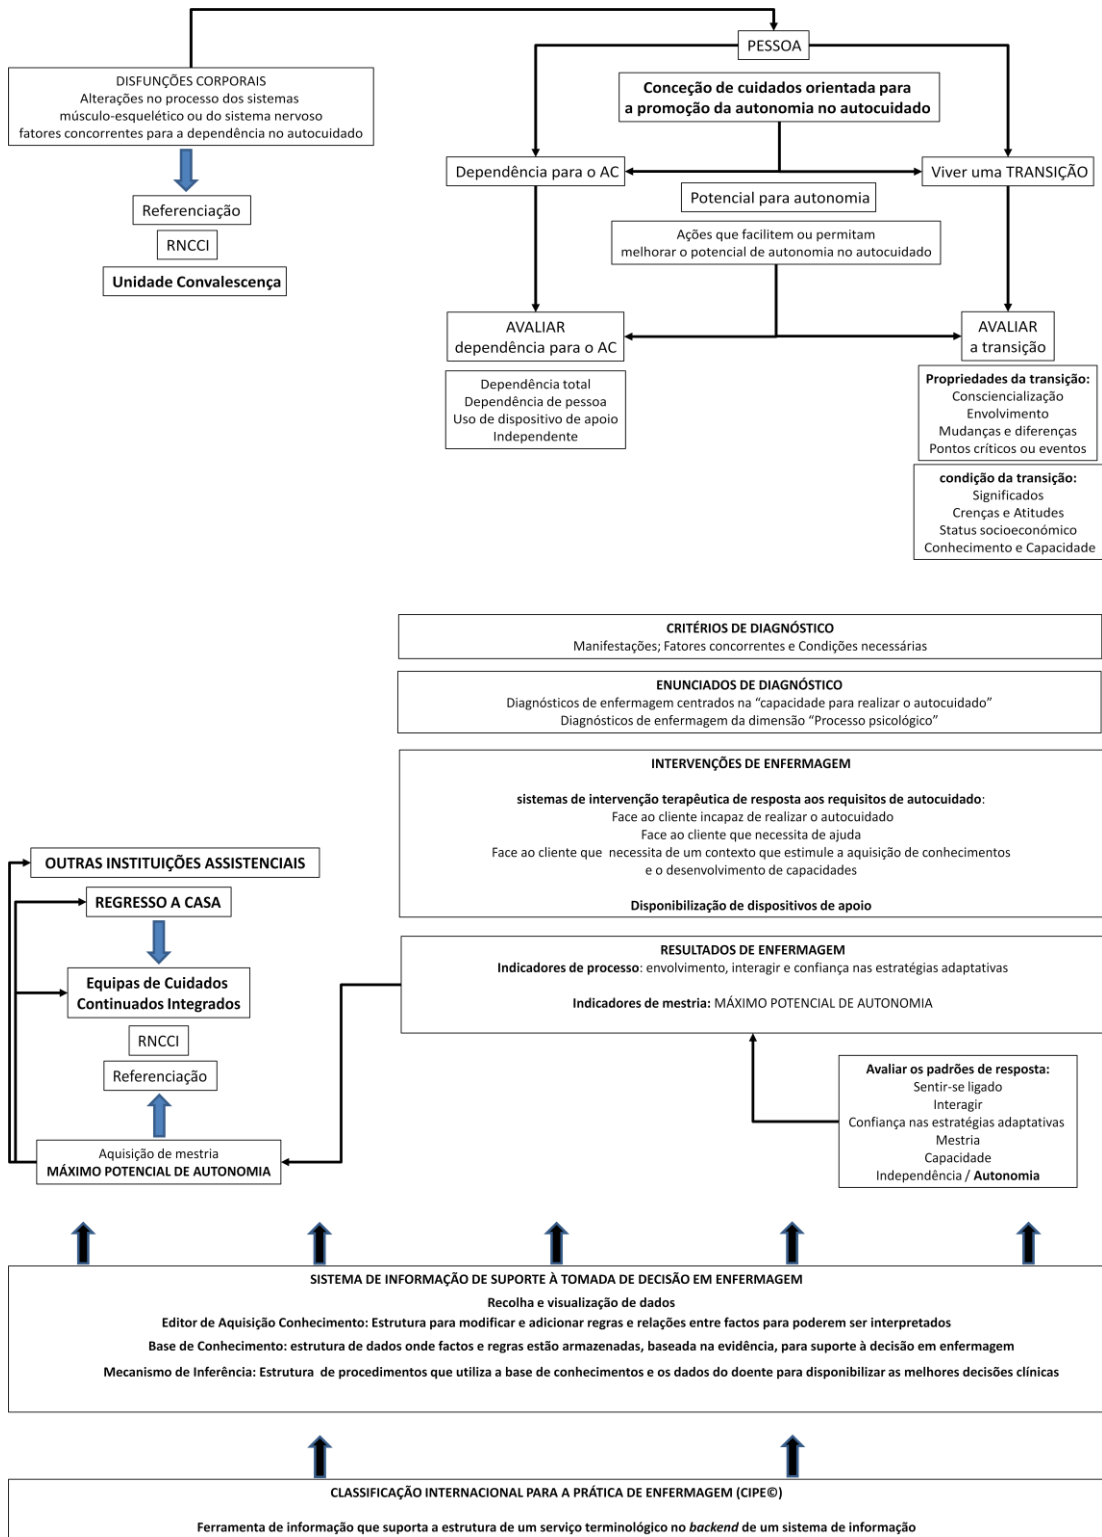 PESSOA
DISFUNÇÕES CORPORAIS
Alterações no processo dos sistemas
músculo-esquelético ou do sistema nervoso
fatores concorrentes para a dependência no autocuidado
Conceção de cuidados orientada para
a promoção da autonomia no autocuidado
Dependência para o AC
Viver uma TRANSIÇÃO
Referenciação
Potencial para autonomia
RNCCI
Ações que facilitem ou permitam
melhorar o potencial de autonomia no autocuidado
Unidade Convalescença
AVALIAR
dependência para o AC
AVALIAR
a transição
Dependência total
Dependência de pessoa
Uso de dispositivo de apoio
Independente
Propriedades da transição:
Consciencialização
Envolvimento
Mudanças e diferenças
Pontos críticos ou eventos
condição da transição:
Significados
Crenças e Atitudes
Status socioeconómico
Conhecimento e Capacidade
CRITÉRIOS DE DIAGNÓSTICO
Manifestações; Fatores concorrentes e Condições necessárias
ENUNCIADOS DE DIAGNÓSTICO
Diagnósticos de enfermagem centrados na “capacidade para realizar o autocuidado”
Diagnósticos de enfermagem da dimensão “Processo psicológico”
INTERVENÇÕES DE ENFERMAGEM
sistemas de intervenção terapêutica de resposta aos requisitos de autocuidado:
Face ao cliente incapaz de realizar o autocuidado
Face ao cliente que necessita de ajuda
Face ao cliente que necessita de um contexto que estimule a aquisição de conhecimentos
e o desenvolvimento de capacidades
Disponibilização de dispositivos de apoio
OUTRAS INSTITUIÇÕES ASSISTENCIAIS
REGRESSO A CASA
Equipas de Cuidados
Continuados Integrados
RNCCI
Referenciação
Aquisição de mestria
MÁXIMO POTENCIAL DE AUTONOMIA
RESULTADOS DE ENFERMAGEM
Indicadores de processo: envolvimento, interagir e confiança nas estratégias adaptativas
Indicadores de mestria: MÁXIMO POTENCIAL DE AUTONOMIA
Avaliar os padrões de resposta:
Sentir-se ligado
Interagir
Confiança nas estratégias adaptativas
Mestria
Capacidade
Independência / Autonomia
SISTEMA DE INFORMAÇÃO DE SUPORTE À TOMADA DE DECISÃO EM ENFERMAGEM
Recolha e visualização de dados
Editor de Aquisição Conhecimento: Estrutura para modificar e adicionar regras e relações entre factos para poderem ser interpretados
Base de Conhecimento: estrutura de dados onde factos e regras estão armazenadas, baseada na evidência, para suporte à decisão em enfermagem
Mecanismo de Inferência: Estrutura de procedimentos que utiliza a base de conhecimentos e os dados do doente para disponibilizar as melhores decisões clínicas
CLASSIFICAÇÃO INTERNACIONAL PARA A PRÁTICA DE ENFERMAGEM (CIPE©)
Ferramenta de informação que suporta a estrutura de um serviço terminológico no backend de um sistema de informação